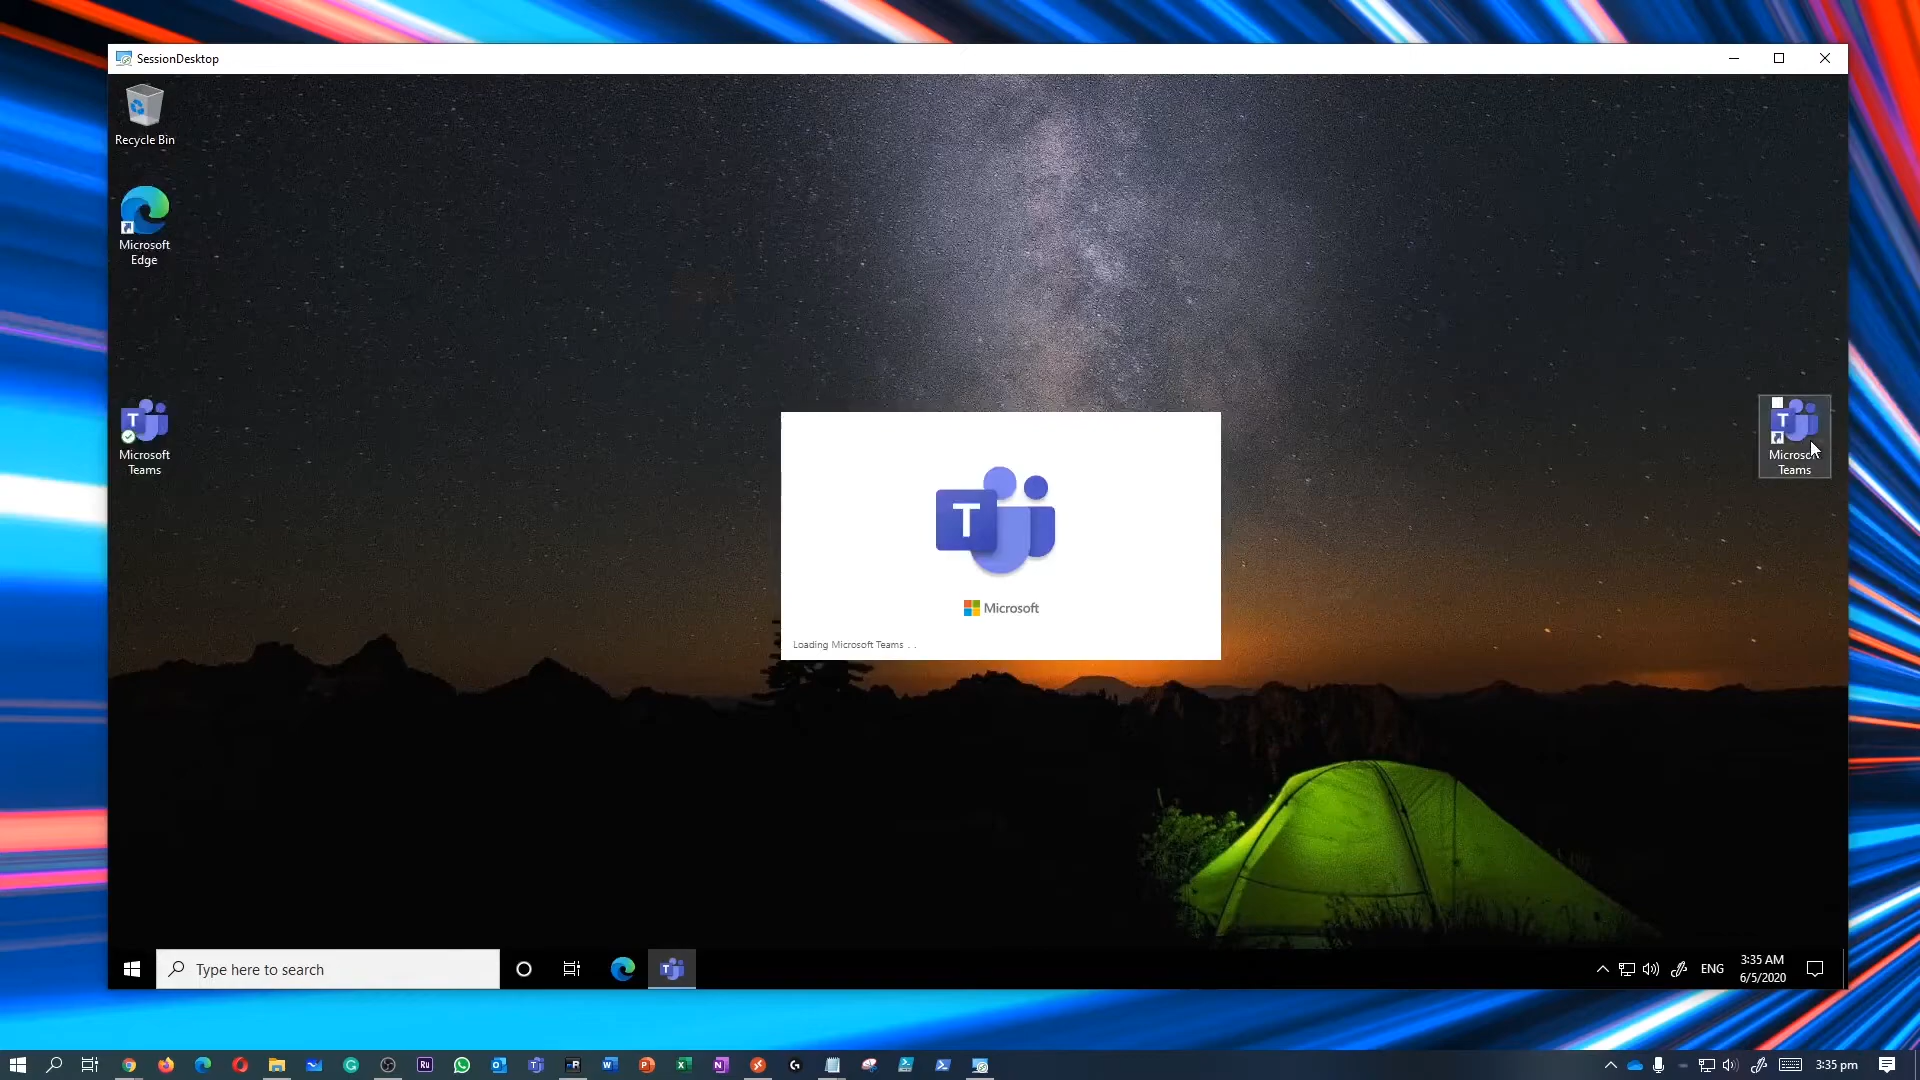 SessionDesktop
Recycle Bin
Microsoft
Edge
Microsoft
Teams
Microsoft
Teams
T
Microsoft
Loading Microsoft Teams . .
Type here to search
ENG
3:35 AM
6/5/2020
3:35 pm